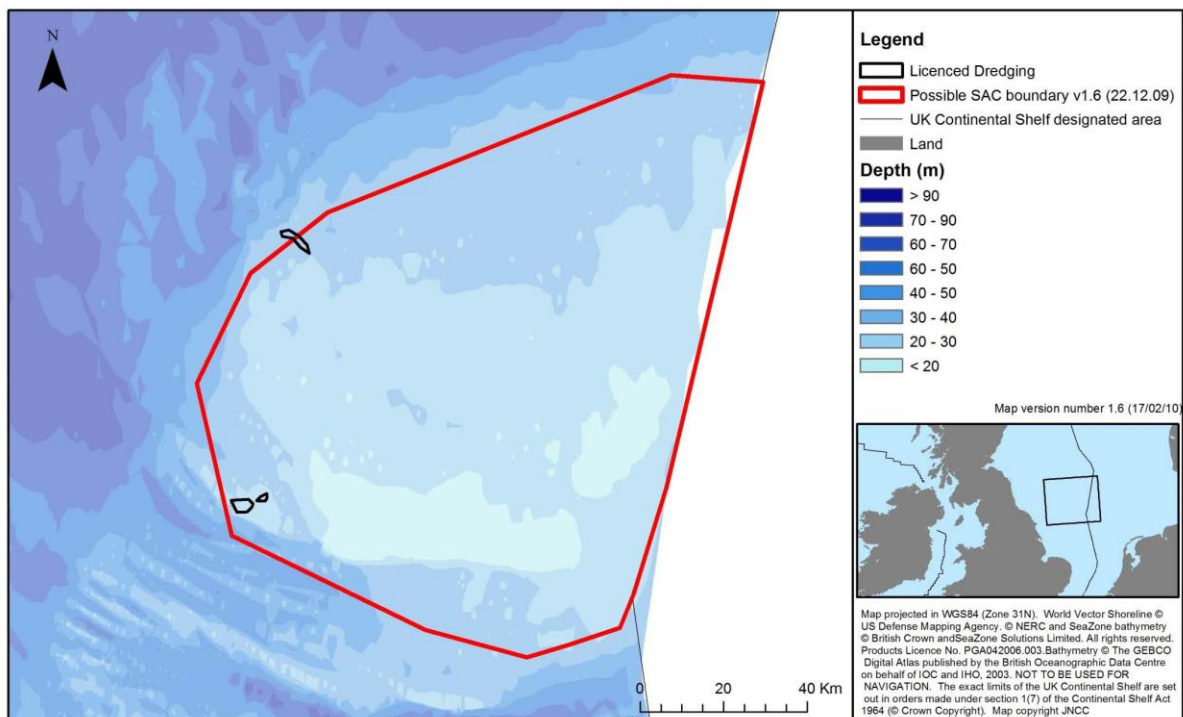 N
Legend
Licenced Dredging
Possible SAC boundary v1.6 (22.12.09)
UK Continental Shelf designated area
Land
Depth (m)
> 90
70 - 90
60 - 70
60 - 50
40 - 50
30 - 40
20 - 30
< 20
Map version number 1.6 (17/02/10)
Map projected in WGS84 (Zone 31N). World Vector Shoreline ©
US Defense Mapping Agency. © NERC and SeaZone bathymetry
© British Crown andSeaZone Solutions Limited. All rights reserved.
Products Licence No. PGA042006.003.Bathymetry © The GEBCO
Digital Atlas published by the British Oceanographic Data Centre
on behalf of IOC and IHO, 2003. NOT TO BE USED FOR
NAVIGATION. The exact limits of the UK Continental Shelf are set
out in orders made under section 1(7) of the Continental Shelf Act
1964 (© Crown Copyright). Map copyright JNCC
0 20 40 Km